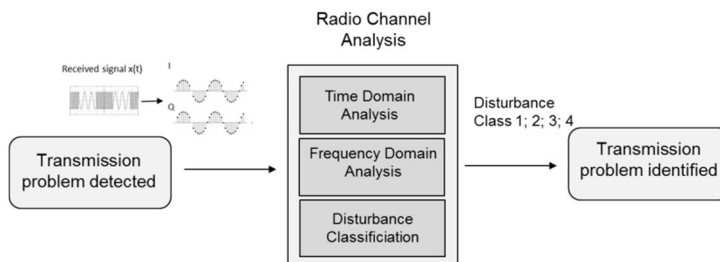 Radio Channel
Analysis
Received signal x(t)
I
Q
Transmission
problem detected
Time Domain
Analysis
Frequency Domain
Analysis
Disturbance
Classificiation
Disturbance
Class 1; 2; 3; 4
Transmission
problem identified